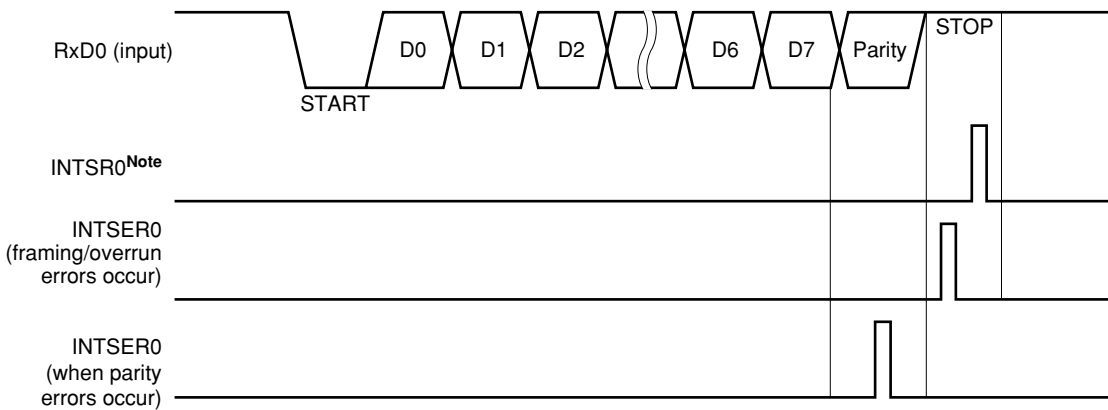 STOP
RxD0 (input)
D0
D1
D2
D6
D7
Parity
START
INTSR0Note
INTSER0
(framing/overrun
errors occur)
INTSER0
(when parity
errors occur)